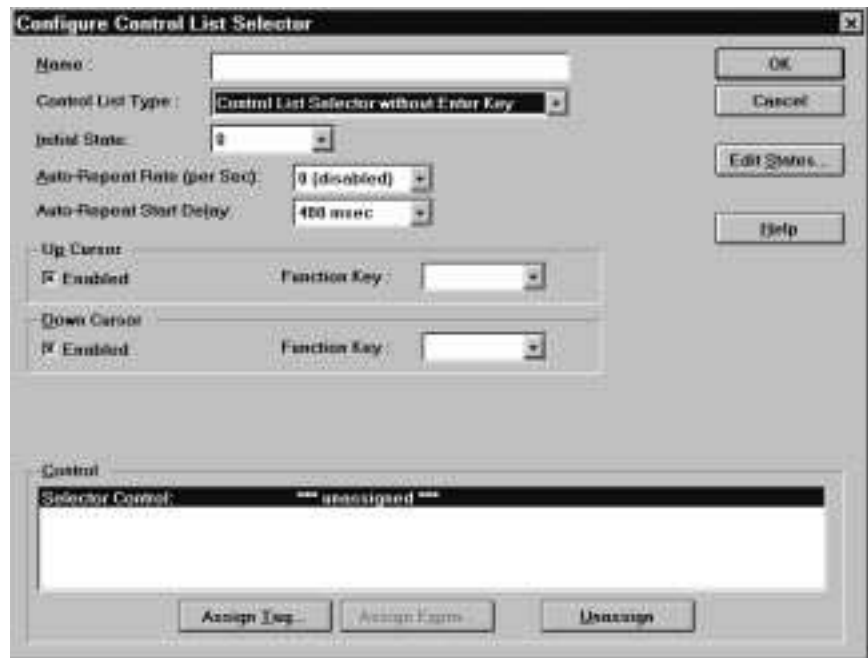 Configure Control List Selector
Name :
OK
Control List Type :
Control List Selector without Enter Key
Cancel
Initial State:
0
Edit States...
Auto-Repeat Rate (per Sec):
0 (disabled)
Auto-Repeat Start Delay:
400 msec
Help
Up Cursor
Enabled
Function Key :
Down Cursor
Enabled
Function Key :
Control
Selector Control:
*** unassigned ***
Assign Tag...
Assign Expr...
Unassign